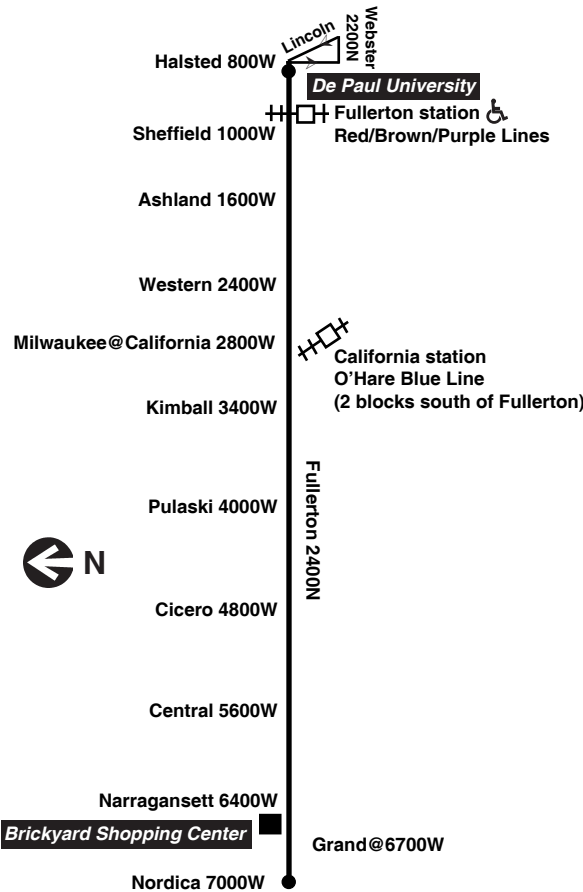 Lincoln
Webster
2200N
Halsted 800W
De Paul University
Fullerton station
Red/Brown/Purple Lines
Sheffield 1000W
Ashland 1600W
Western 2400W
Milwaukee@California 2800W
California station
O'Hare Blue Line
(2 blocks south of Fullerton)
Kimball 3400W
Fullerton 2400N
Pulaski 4000W
N
Cicero 4800W
Central 5600W
Narragansett 6400W
Brickyard Shopping Center
Grand@6700W
Nordica 7000W